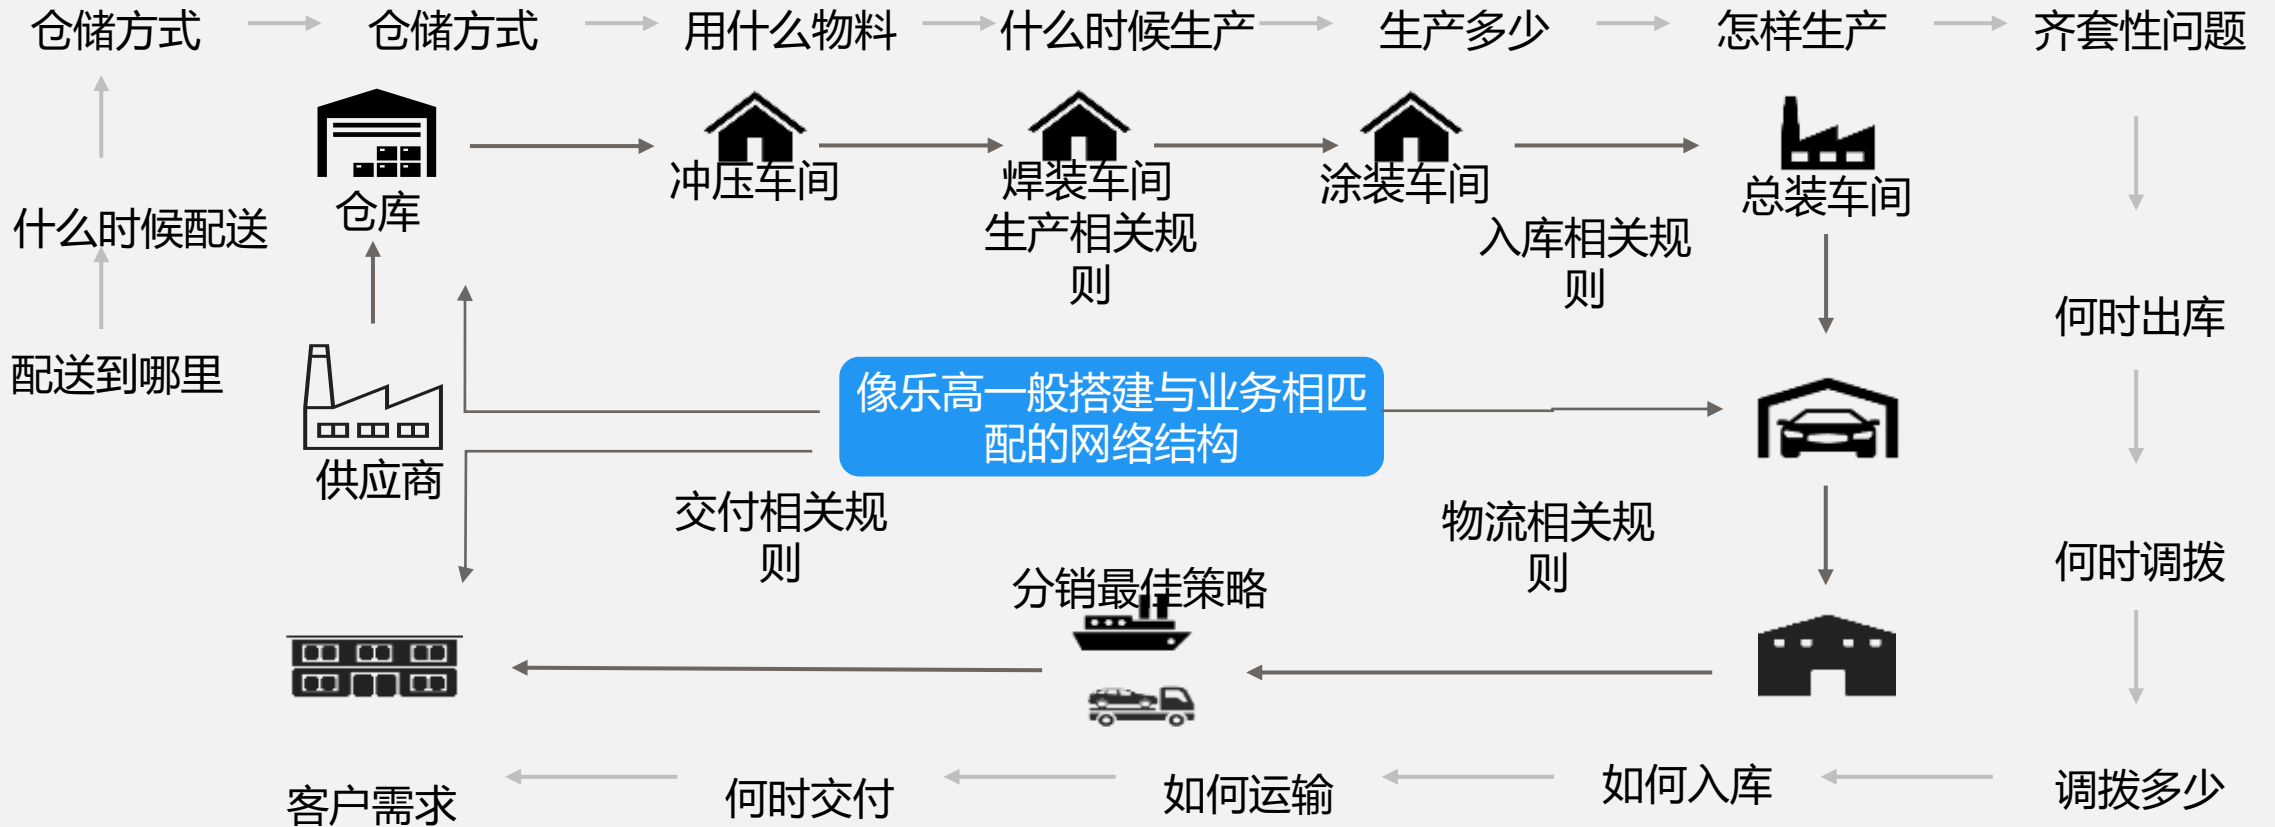 仓储方式
仓储方式
用什么物料
什么时候生产
生产多少
怎样生产
齐套性问题
仓库
冲压车间
焊装车间
涂装车间
总装车间
什么时候配送
生产相关规
则
入库相关规
则
何时出库
配送到哪里
像乐高一般搭建与业务相匹
配的网络结构
供应商
交付相关规
则
物流相关规
则
分销最佳策略
何时调拨
客户需求
何时交付
如何运输
如何入库
调拨多少